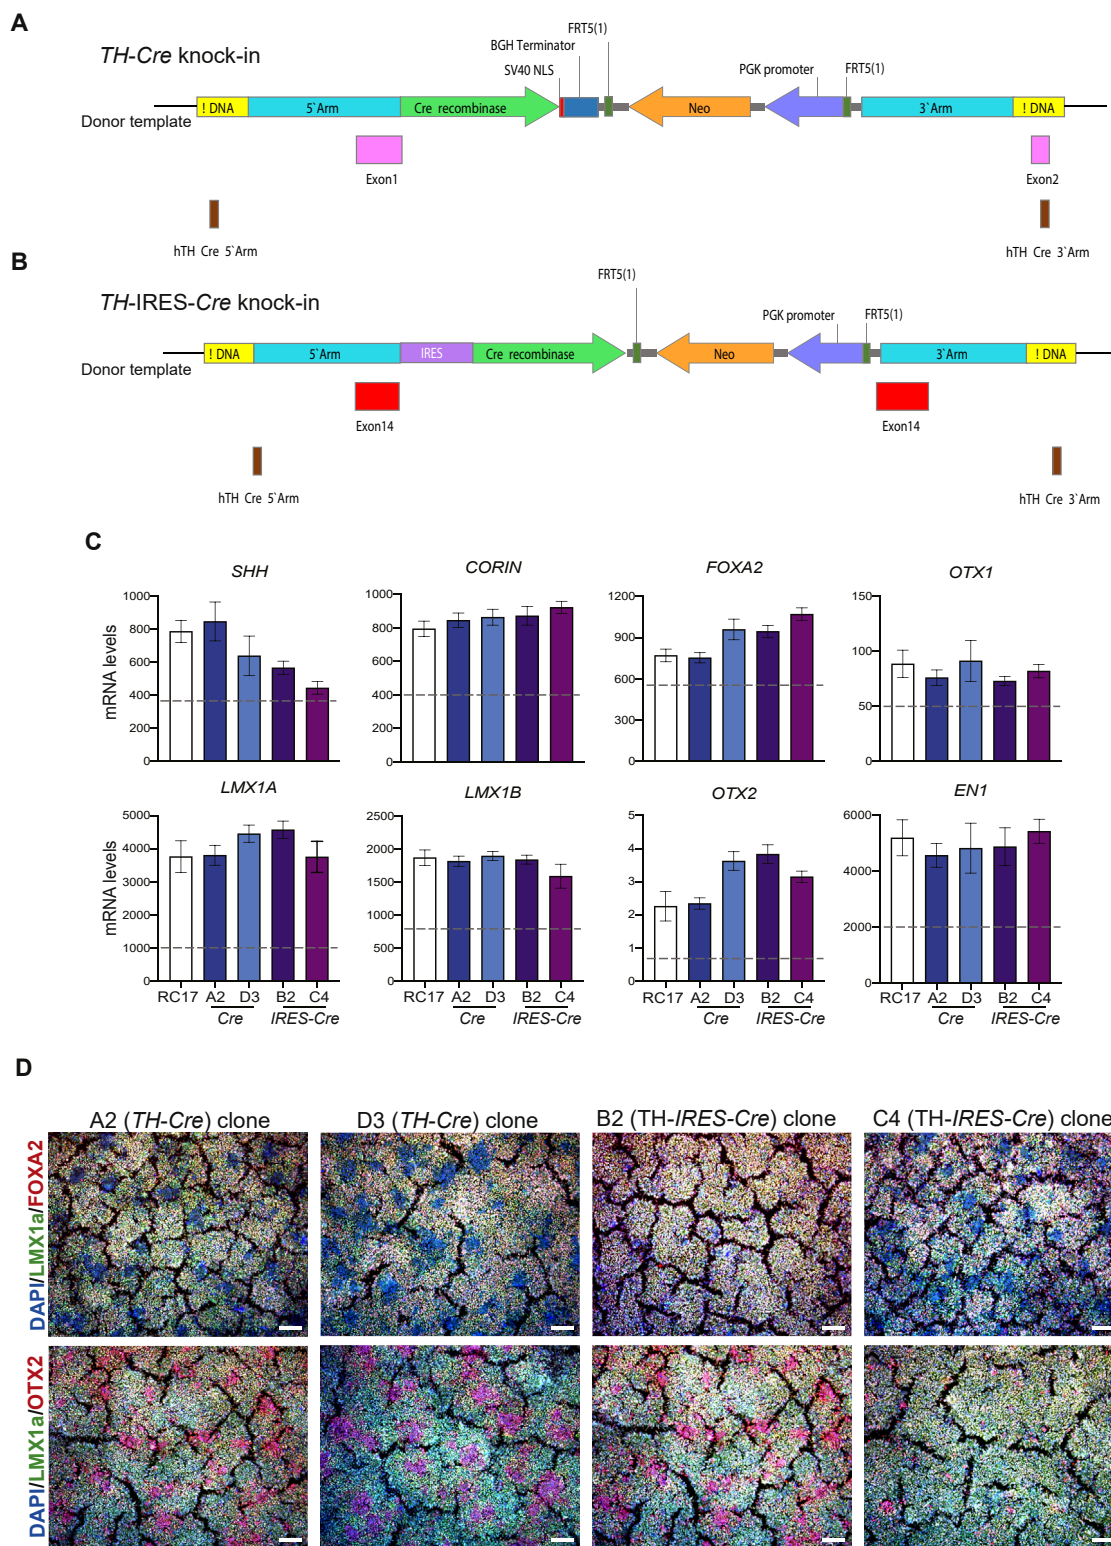 A
TH-Cre knock-in
FRT5(1)
BGH Terminator
SV40 NLS
PGK promoter
FRT5(1)
! DNA
5`Arm
Cre recombinase
Neo
3`Arm
! DNA
Donor template
Exon1
Exon2
hTH Cre 5`Arm
hTH Cre 3`Arm
B
TH-IRES-Cre knock-in
FRT5(1)
PGK promoter
FRT5(1)
! DNA
5`Arm
IRES
Cre recombinase
Neo
3`Arm
! DNA
Donor template
Exon14
Exon14
hTH Cre 5`Arm
hTH Cre 3`Arm
C
SHH
mRNA levels
1000
800
600
400
200
0
CORIN
1000
800
600
400
200
0
FOXA2
1200
900
600
300
0
OTX1
150
100
50
0
LMX1A
mRNA levels
5000
4000
3000
2000
1000
0
RC17 A2 D3 B2 C4
Cre IRES-Cre
LMX1B
2500
2000
1500
1000
500
0
RC17 A2 D3 B2 C4
Cre IRES-Cre
OTX2
5
4
3
2
1
0
RC17 A2 D3 B2 C4
Cre IRES-Cre
EN1
6000
4000
2000
0
RC17 A2 D3 B2 C4
Cre IRES-Cre
D
A2 (TH-Cre) clone
D3 (TH-Cre) clone
B2 (TH-IRES-Cre) clone
C4 (TH-IRES-Cre) clone
DAPI/LMX1a/FOXA2
DAPI/LMX1a/OTX2